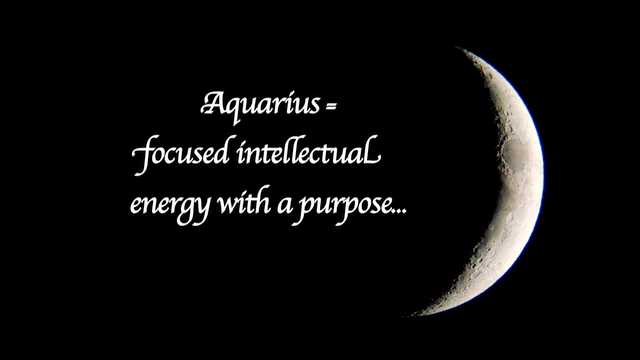 Aquarius =
focused intellectual
energy with a purpose...